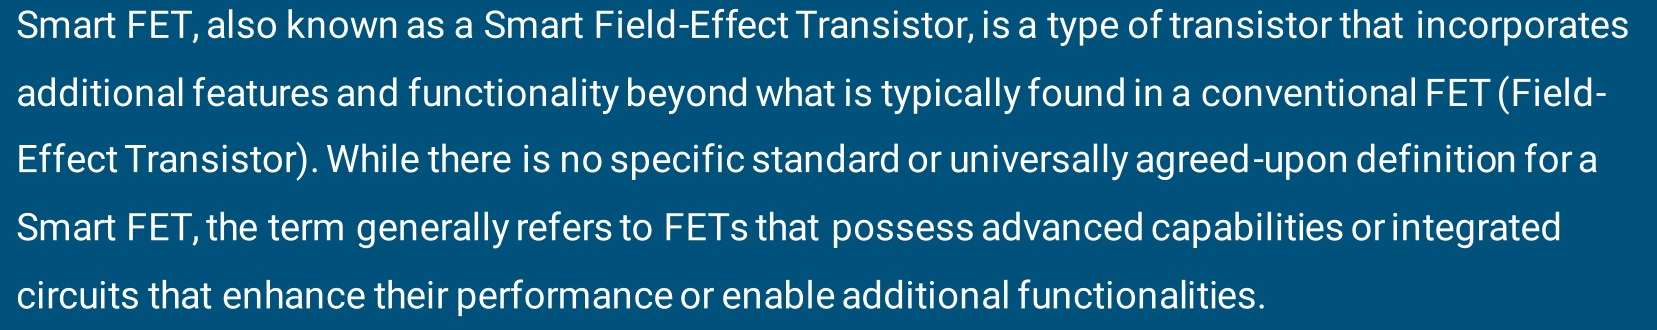 Smart FET, also known as a Smart Field-Effect Transistor, is a type of transistor that incorporates
additional features and functionality beyond what is typically found in a conventional FET (Field-
Effect Transistor). While there is no specific standard or universally agreed-upon definition for a
Smart FET, the term generally refers to FETs that possess advanced capabilities or integrated
circuits that enhance their performance or enable additional functionalities.